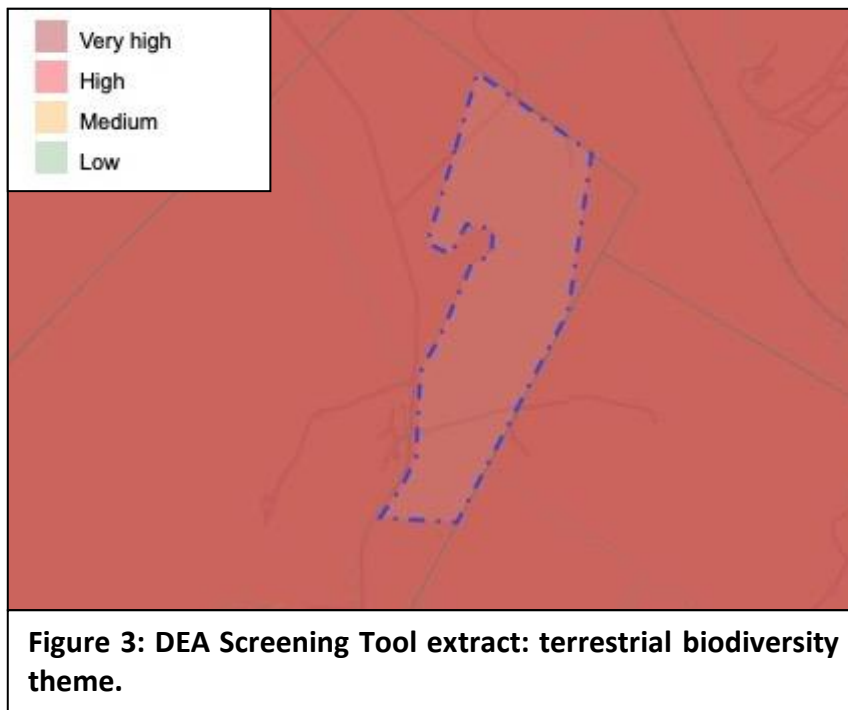 Very high
High
Medium
Low
Figure 3: DEA Screening Tool extract: terrestrial biodiversity
theme.